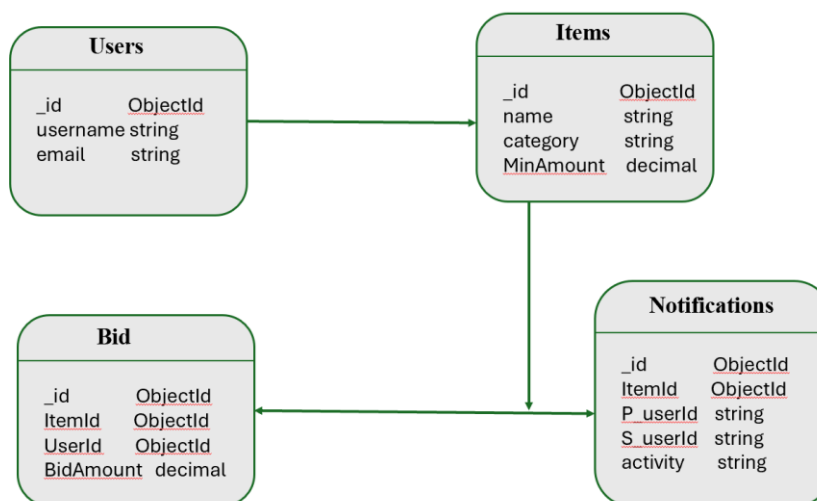 Users
_id ObjectId
username string
email string
Items
_id ObjectId
name string
category string
MinAmount decimal
Bid
_id ObjectId
ItemId ObjectId
UserId ObjectId
BidAmount decimal
Notifications
_id ObjectId
ItemId ObjectId
P_userId string
S_userId string
activity string